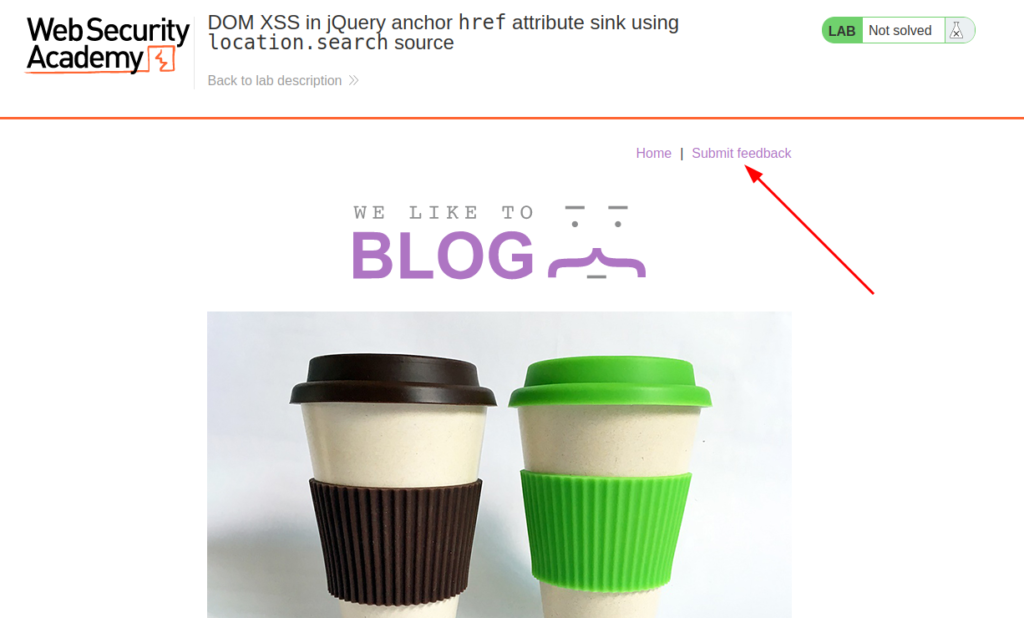 Web Security
Academy
DOM XSS in jQuery anchor href attribute sink using
location.search source
Back to lab description
LAB Not solved
Home | Submit feedback
WE LIKE TO
BLOG